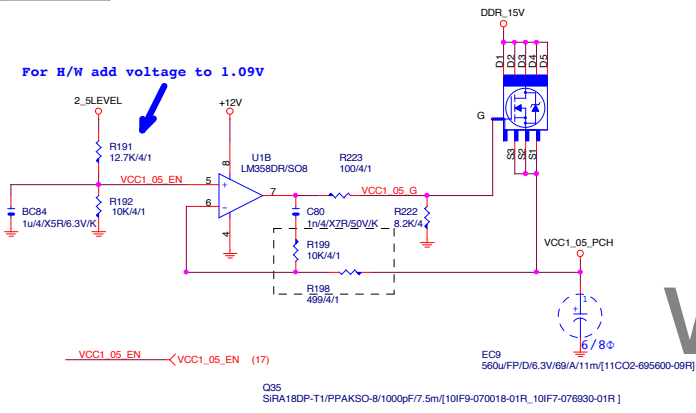 DDR_15V
For H/W add voltage to 1.09V
D1
D2
D3
D4
D5
2_5LEVEL
+12V
G
R191
12.7K/4/1
U1B
LM358DR/SO8
R223
100/4/1
S3
S2
S1
8
VCC1_05_EN
5
+
7
VCC1_05_G
6
-
BC84
1u/4/X5R/6.3V/K
R192
10K/4/1
4
C80
1n/4/X7R/50V/K
R222
8.2K/4
R199
10K/4/1
VCC1_05_PCH
R198
499/4/1
1
+
6/8Φ
VCC1_05_EN
VCC1_05_EN (17)
EC9
560u/FP/D/6.3V/69/A/11m/[11CO2-695600-09R]
Q35
SiRA18DP-T1/PPAKSO-8/1000pF/7.5m/[10IF9-070018-01R_10IF7-076930-01R ]